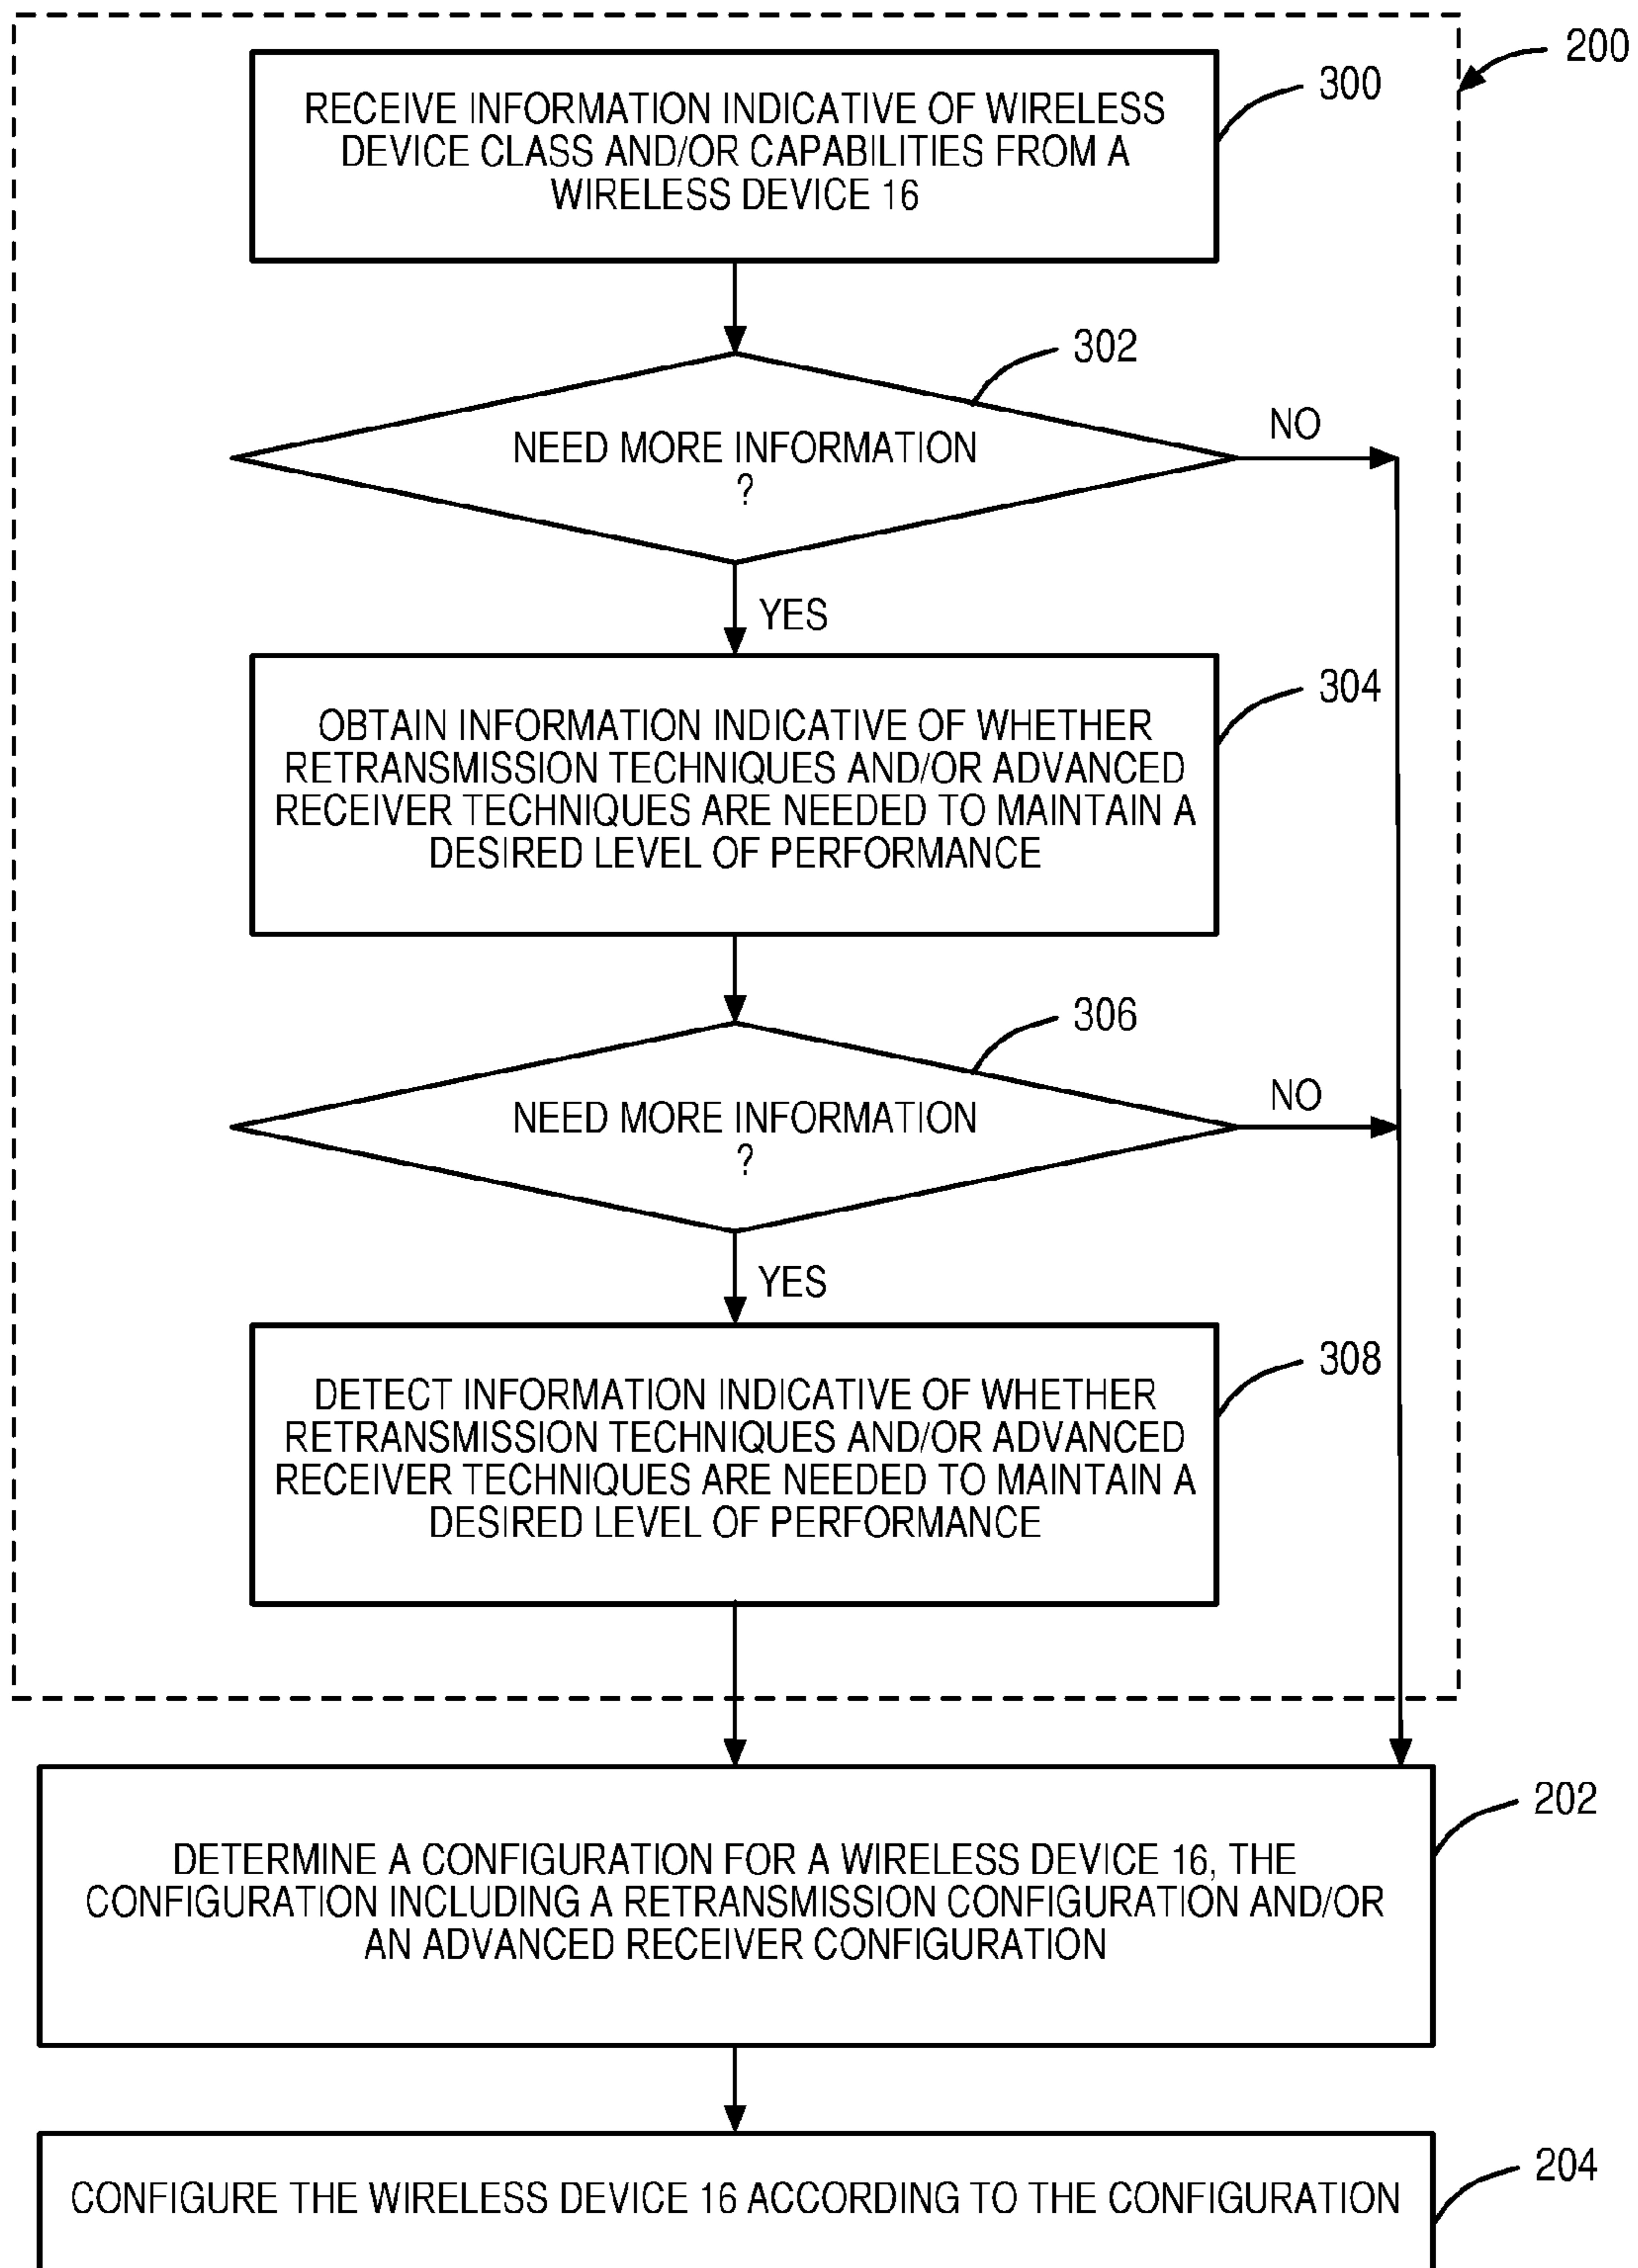 200
300
RECEIVE INFORMATION INDICATIVE OF WIRELESS
DEVICE CLASS AND/OR CAPABILITIES FROM A
WIRELESS DEVICE 16
302
NEED MORE INFORMATION
?
NO
YES
304
OBTAIN INFORMATION INDICATIVE OF WHETHER
RETRANSMISSION TECHNIQUES AND/OR ADVANCED
RECEIVER TECHNIQUES ARE NEEDED TO MAINTAIN A
DESIRED LEVEL OF PERFORMANCE
306
NEED MORE INFORMATION
?
NO
YES
308
DETECT INFORMATION INDICATIVE OF WHETHER
RETRANSMISSION TECHNIQUES AND/OR ADVANCED
RECEIVER TECHNIQUES ARE NEEDED TO MAINTAIN A
DESIRED LEVEL OF PERFORMANCE
202
DETERMINE A CONFIGURATION FOR A WIRELESS DEVICE 16, THE
CONFIGURATION INCLUDING A RETRANSMISSION CONFIGURATION AND/OR
AN ADVANCED RECEIVER CONFIGURATION
204
CONFIGURE THE WIRELESS DEVICE 16 ACCORDING TO THE CONFIGURATION